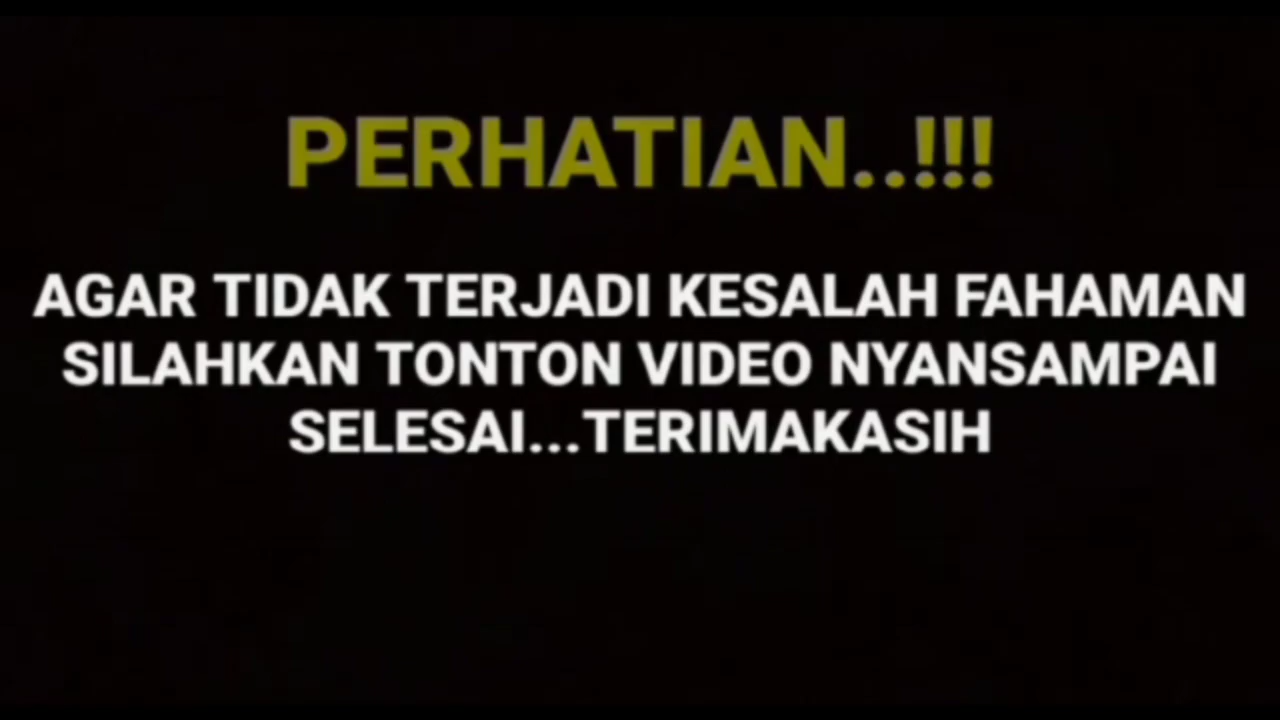 PERHATIAN..!!!
AGAR TIDAK TERJADI KESALAH FAHAMAN
SILAHKAN TONTON VIDEO NYANSAMPAI
SELESAI...TERIMAKASIH